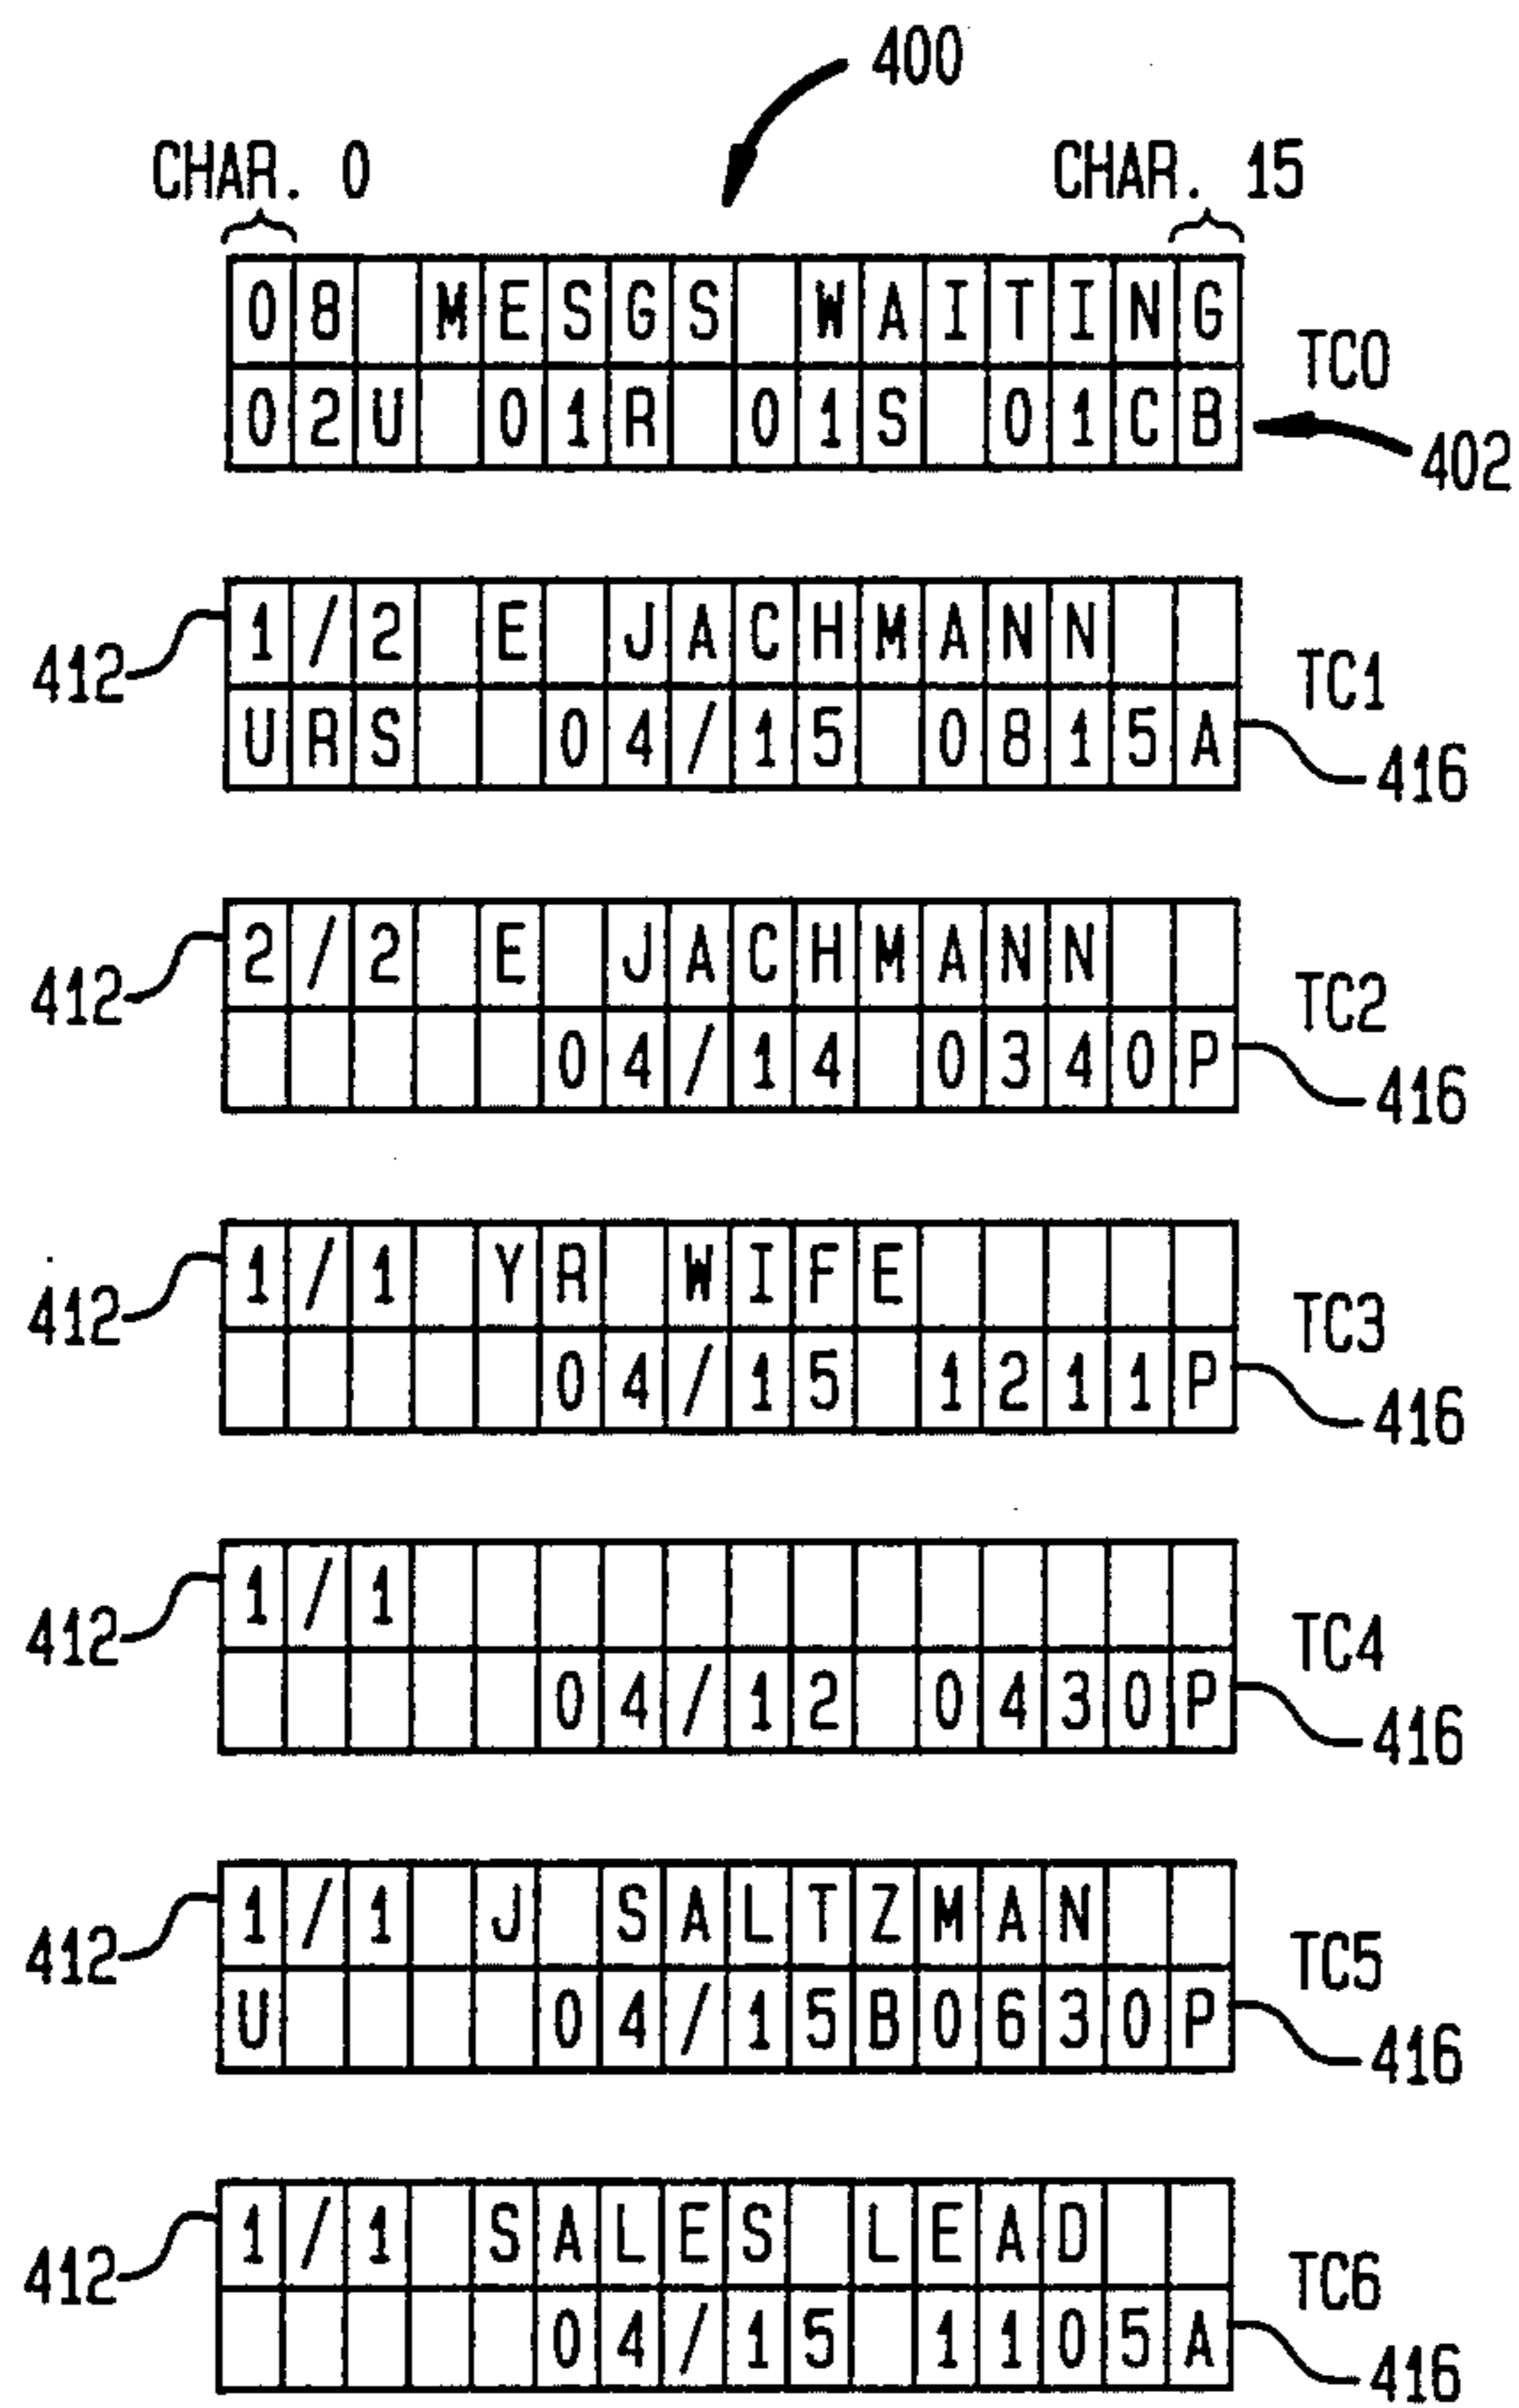 400
CHAR. 0 CHAR. 15
08 MESGS WAITING
TC0
02U 01R 01S 01CB
402
1/2 E JACHMANN
412 TC1
URS 04/15 0815A
416
2/2 E JACHMANN
412 TC2
04/14 0340P
416
1/1 YR WIFE
412 TC3
04/15 1211P
416
1/1
412 TC4
04/12 0430P
416
1/1 J SALTZMAN
412 TC5
U 04/15B0630P
416
1/1 SALES LEAD
412 TC6
04/15 1105A
416